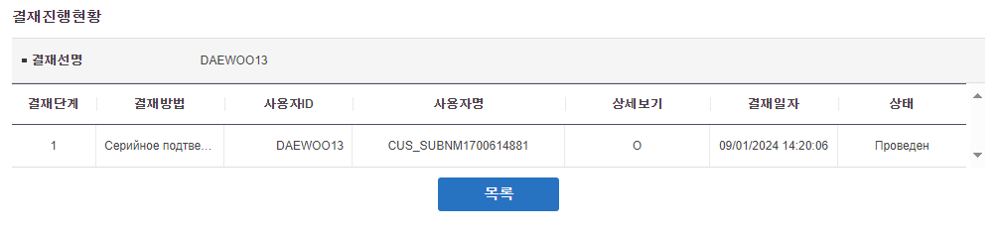 결재진행현황
결재선명 DAEWOO13
결재단계 결재방법 사용자ID 사용자명 상세보기 결재일자 상태
1 Серийное подтве... DAEWOO13 CUS_SUBNM1700614881 O 09/01/2024 14:20:06 Проведен
목록